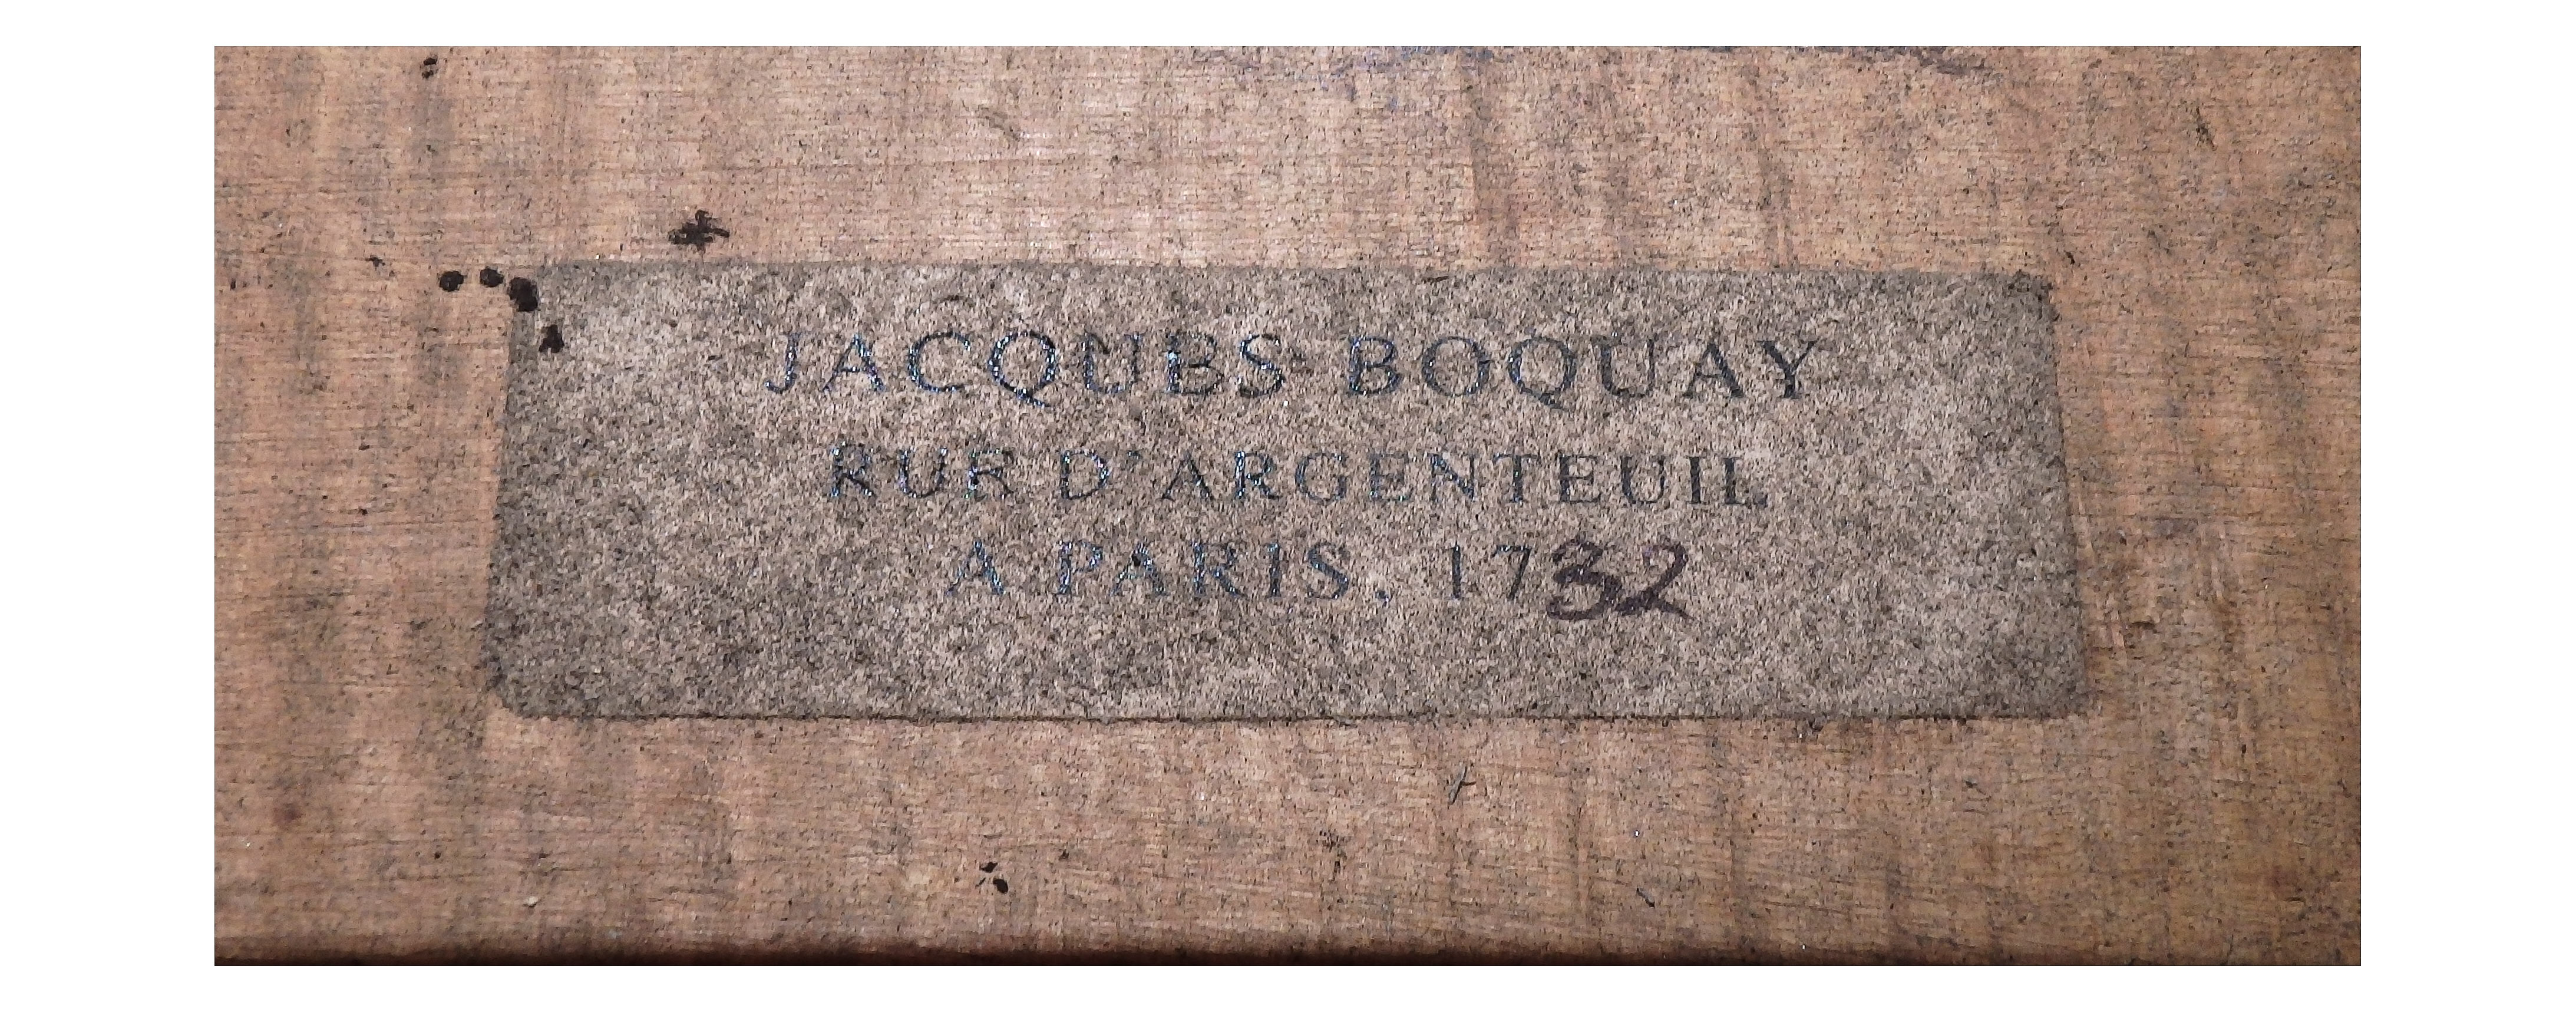 JACQUES BOQUAY
RUE D'ARGENTEUIL
A PARIS, 1732